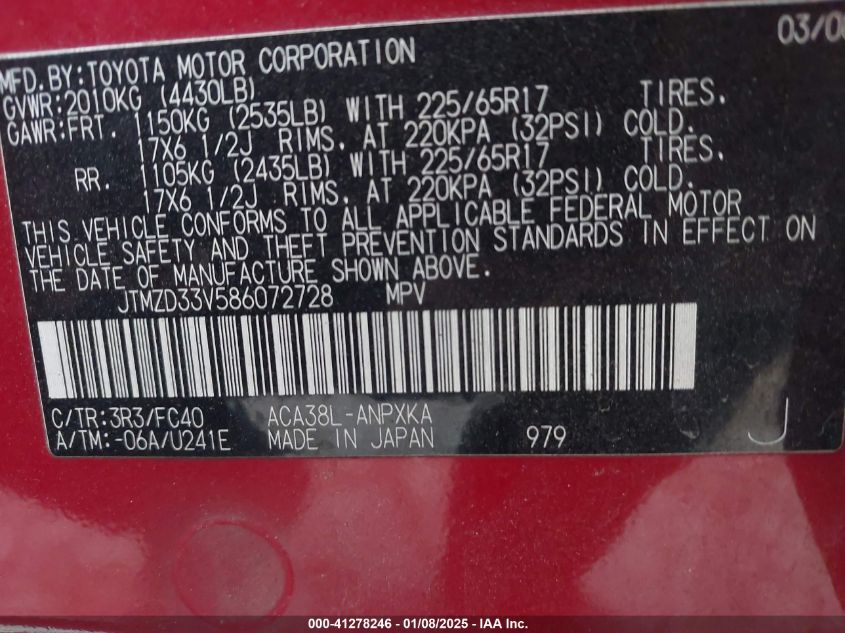 03/08
MFD. BY: TOYOTA MOTOR CORPORATION
GVWR: 2010KG (4430LB)
GAWR: FRT. 1150KG (2535LB) WITH 225/65R17 TIRES.
17X6 1/2J RIMS, AT 220KPA (32PSI) COLD.
RR. 1105KG (2435LB) WITH 225/65R17 TIRES.
17X6 1/2J RIMS, AT 220KPA (32PSI) COLD.
THIS VEHICLE CONFORMS TO ALL APPLICABLE FEDERAL MOTOR
VEHICLE SAFETY AND THEFT PREVENTION STANDARDS IN EFFECT ON
THE DATE OF MANUFACTURE SHOWN ABOVE.
JTMZD33V586072728 MPV
C/TR: 3R3/FC40 ACA38L-ANPXKA
A/TM: -06A/U241E MADE IN JAPAN 979 J
000-41278246 - 01/08/2025 - IAA Inc.